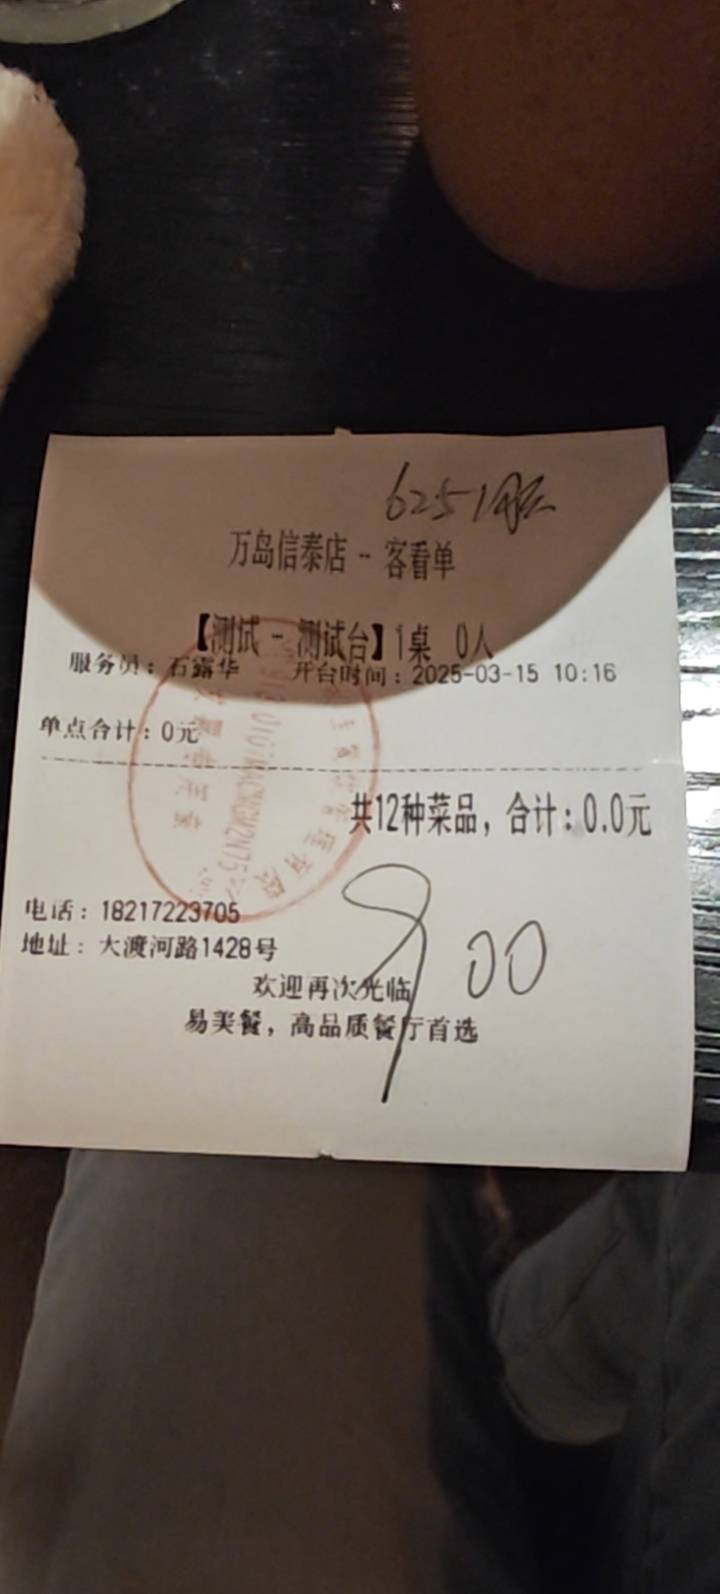 6251
万岛信泰店 - 客看单
【测试 - 测试台】1桌 0人
服务员：石露华 开台时间：2025-03-15 10:16
单点合计：0元
共12种菜品，合计：0.0元
电话：18217223705
地址：大渡河路1428号
00
欢迎再次光临
易美餐，高品质餐厅首选